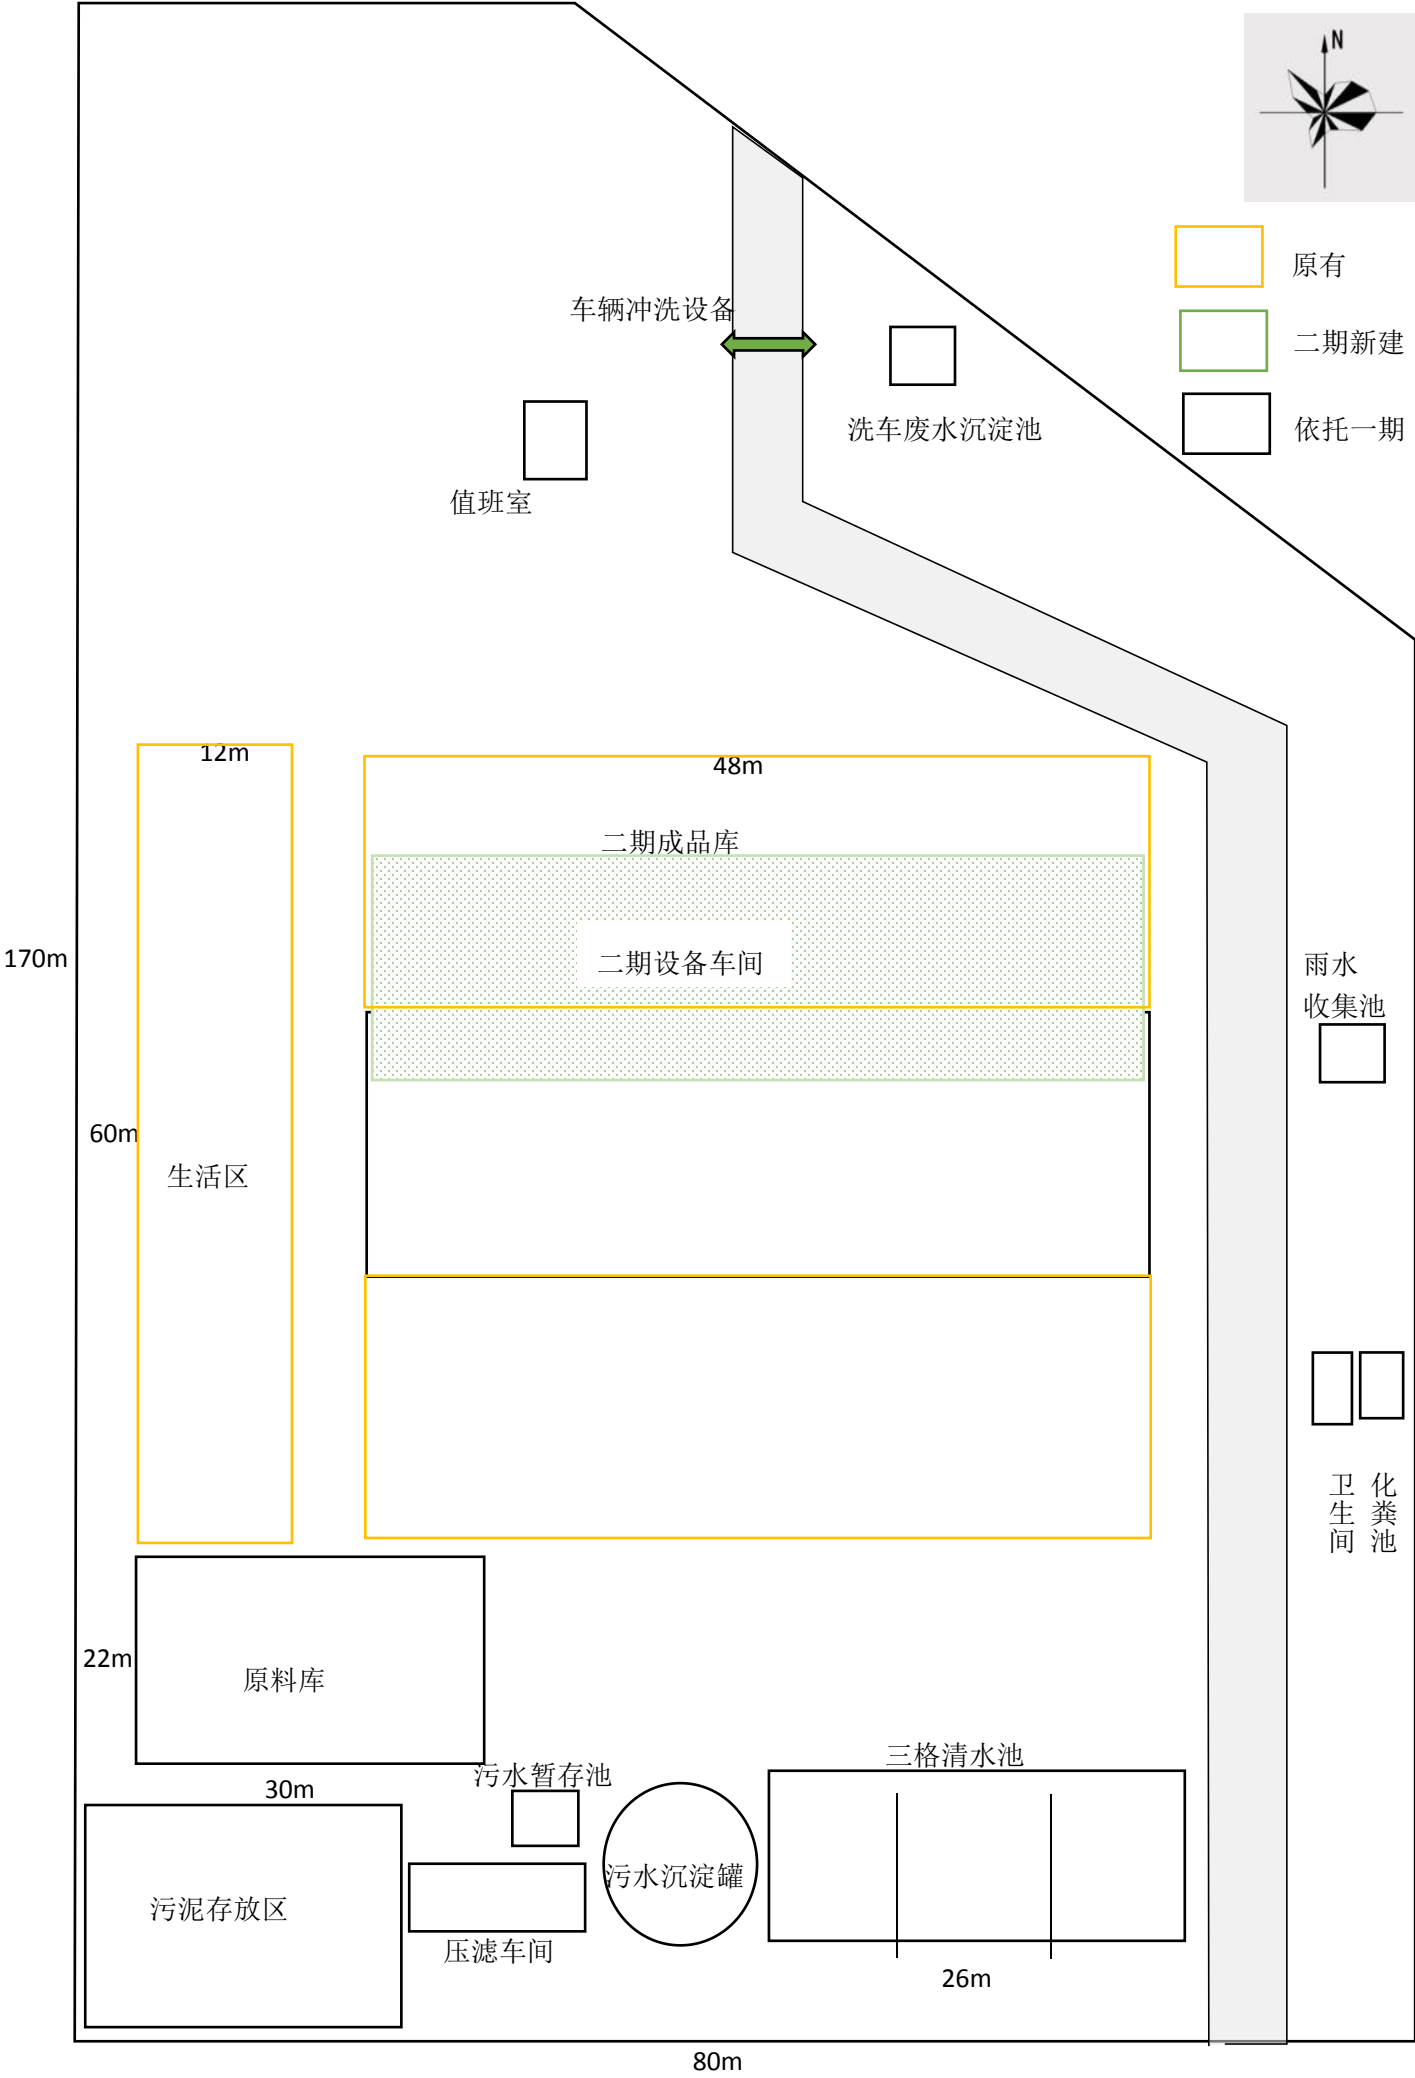 N
原有
车辆冲洗设备
二期新建
洗车废水沉淀池
依托一期
值班室
12m
48m
二期成品库
170m
二期设备车间
雨水
收集池
60m
生活区
卫生间
化粪池
22m
原料库
三格清水池
污水暂存池
30m
污水沉淀罐
污泥存放区
压滤车间
26m
80m